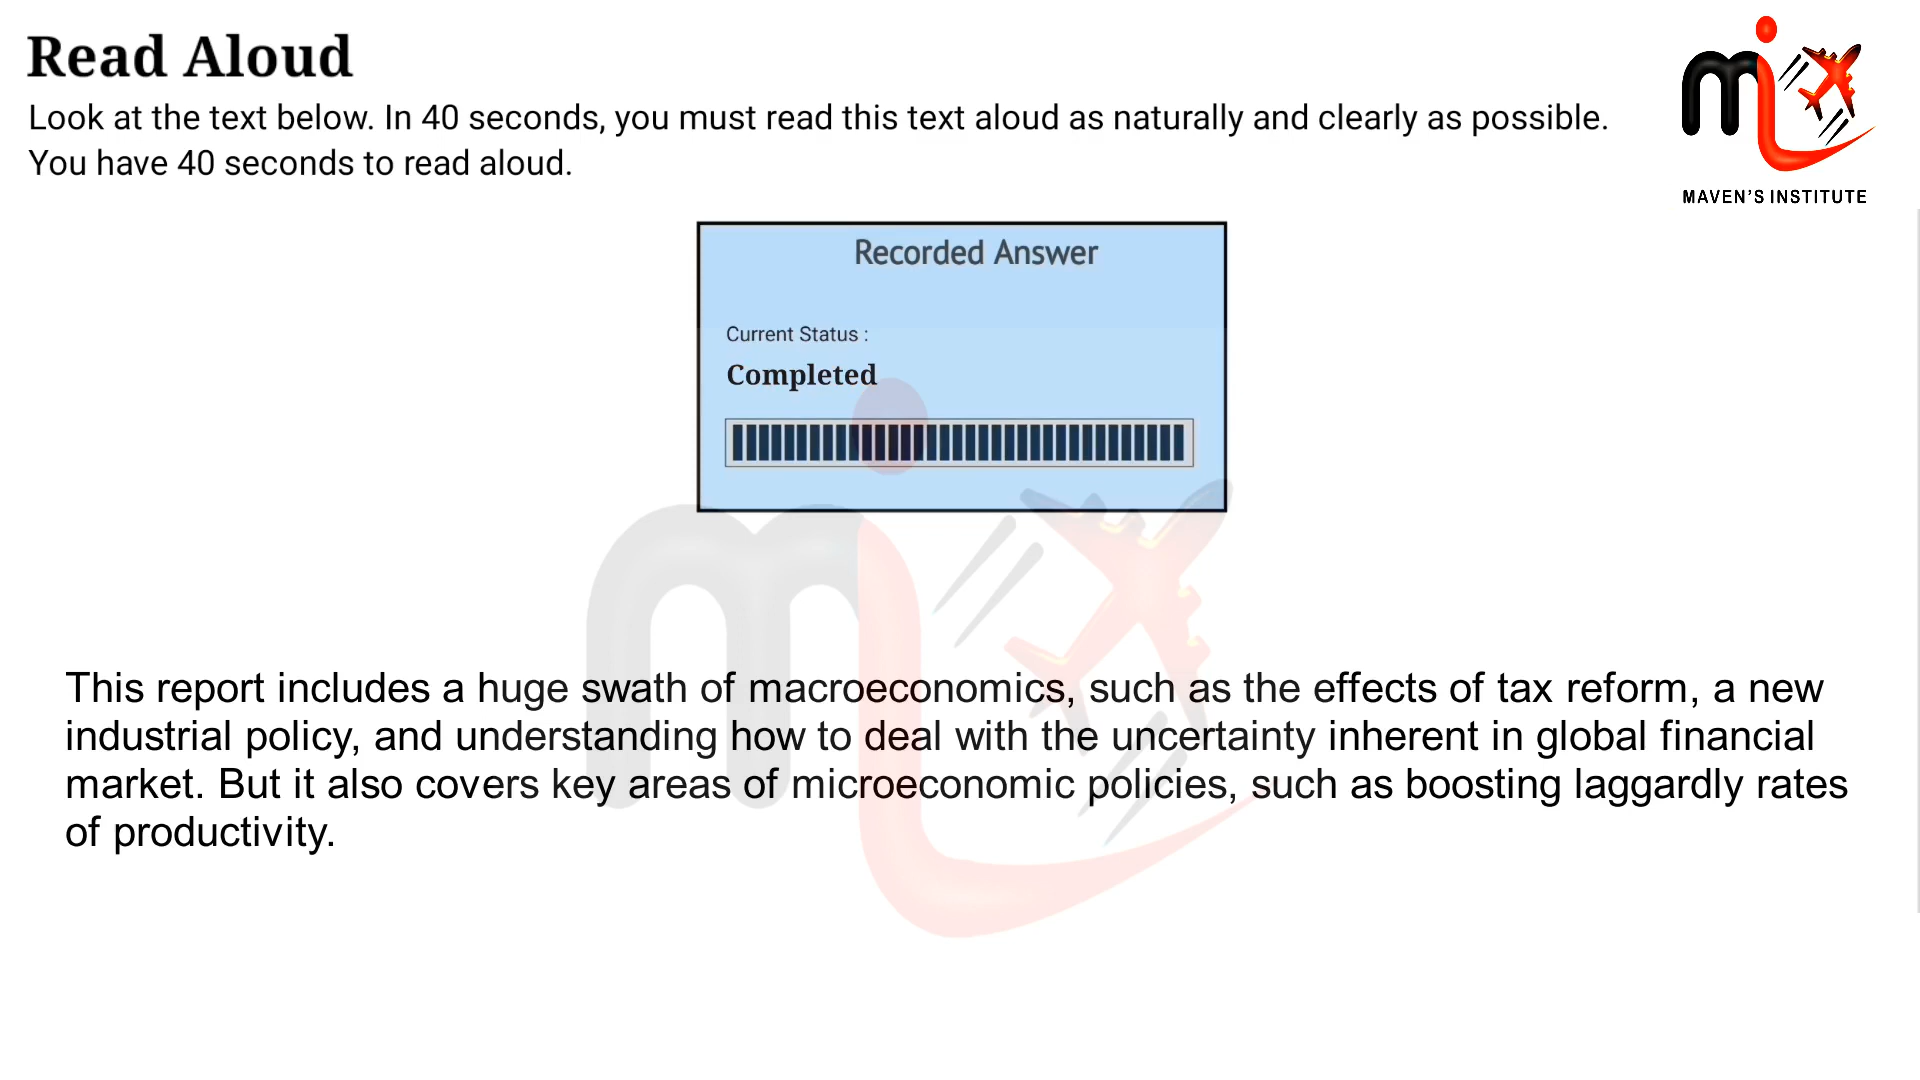 Read Aloud
Look at the text below. In 40 seconds, you must read this text aloud as naturally and clearly as possible.
You have 40 seconds to read aloud.
MAVEN'S INSTITUTE
Recorded Answer
Current Status :
Completed
This report includes a huge swath of macroeconomics, such as the effects of tax reform, a new
industrial policy, and understanding how to deal with the uncertainty inherent in global financial
market. But it also covers key areas of microeconomic policies, such as boosting laggardly rates
of productivity.